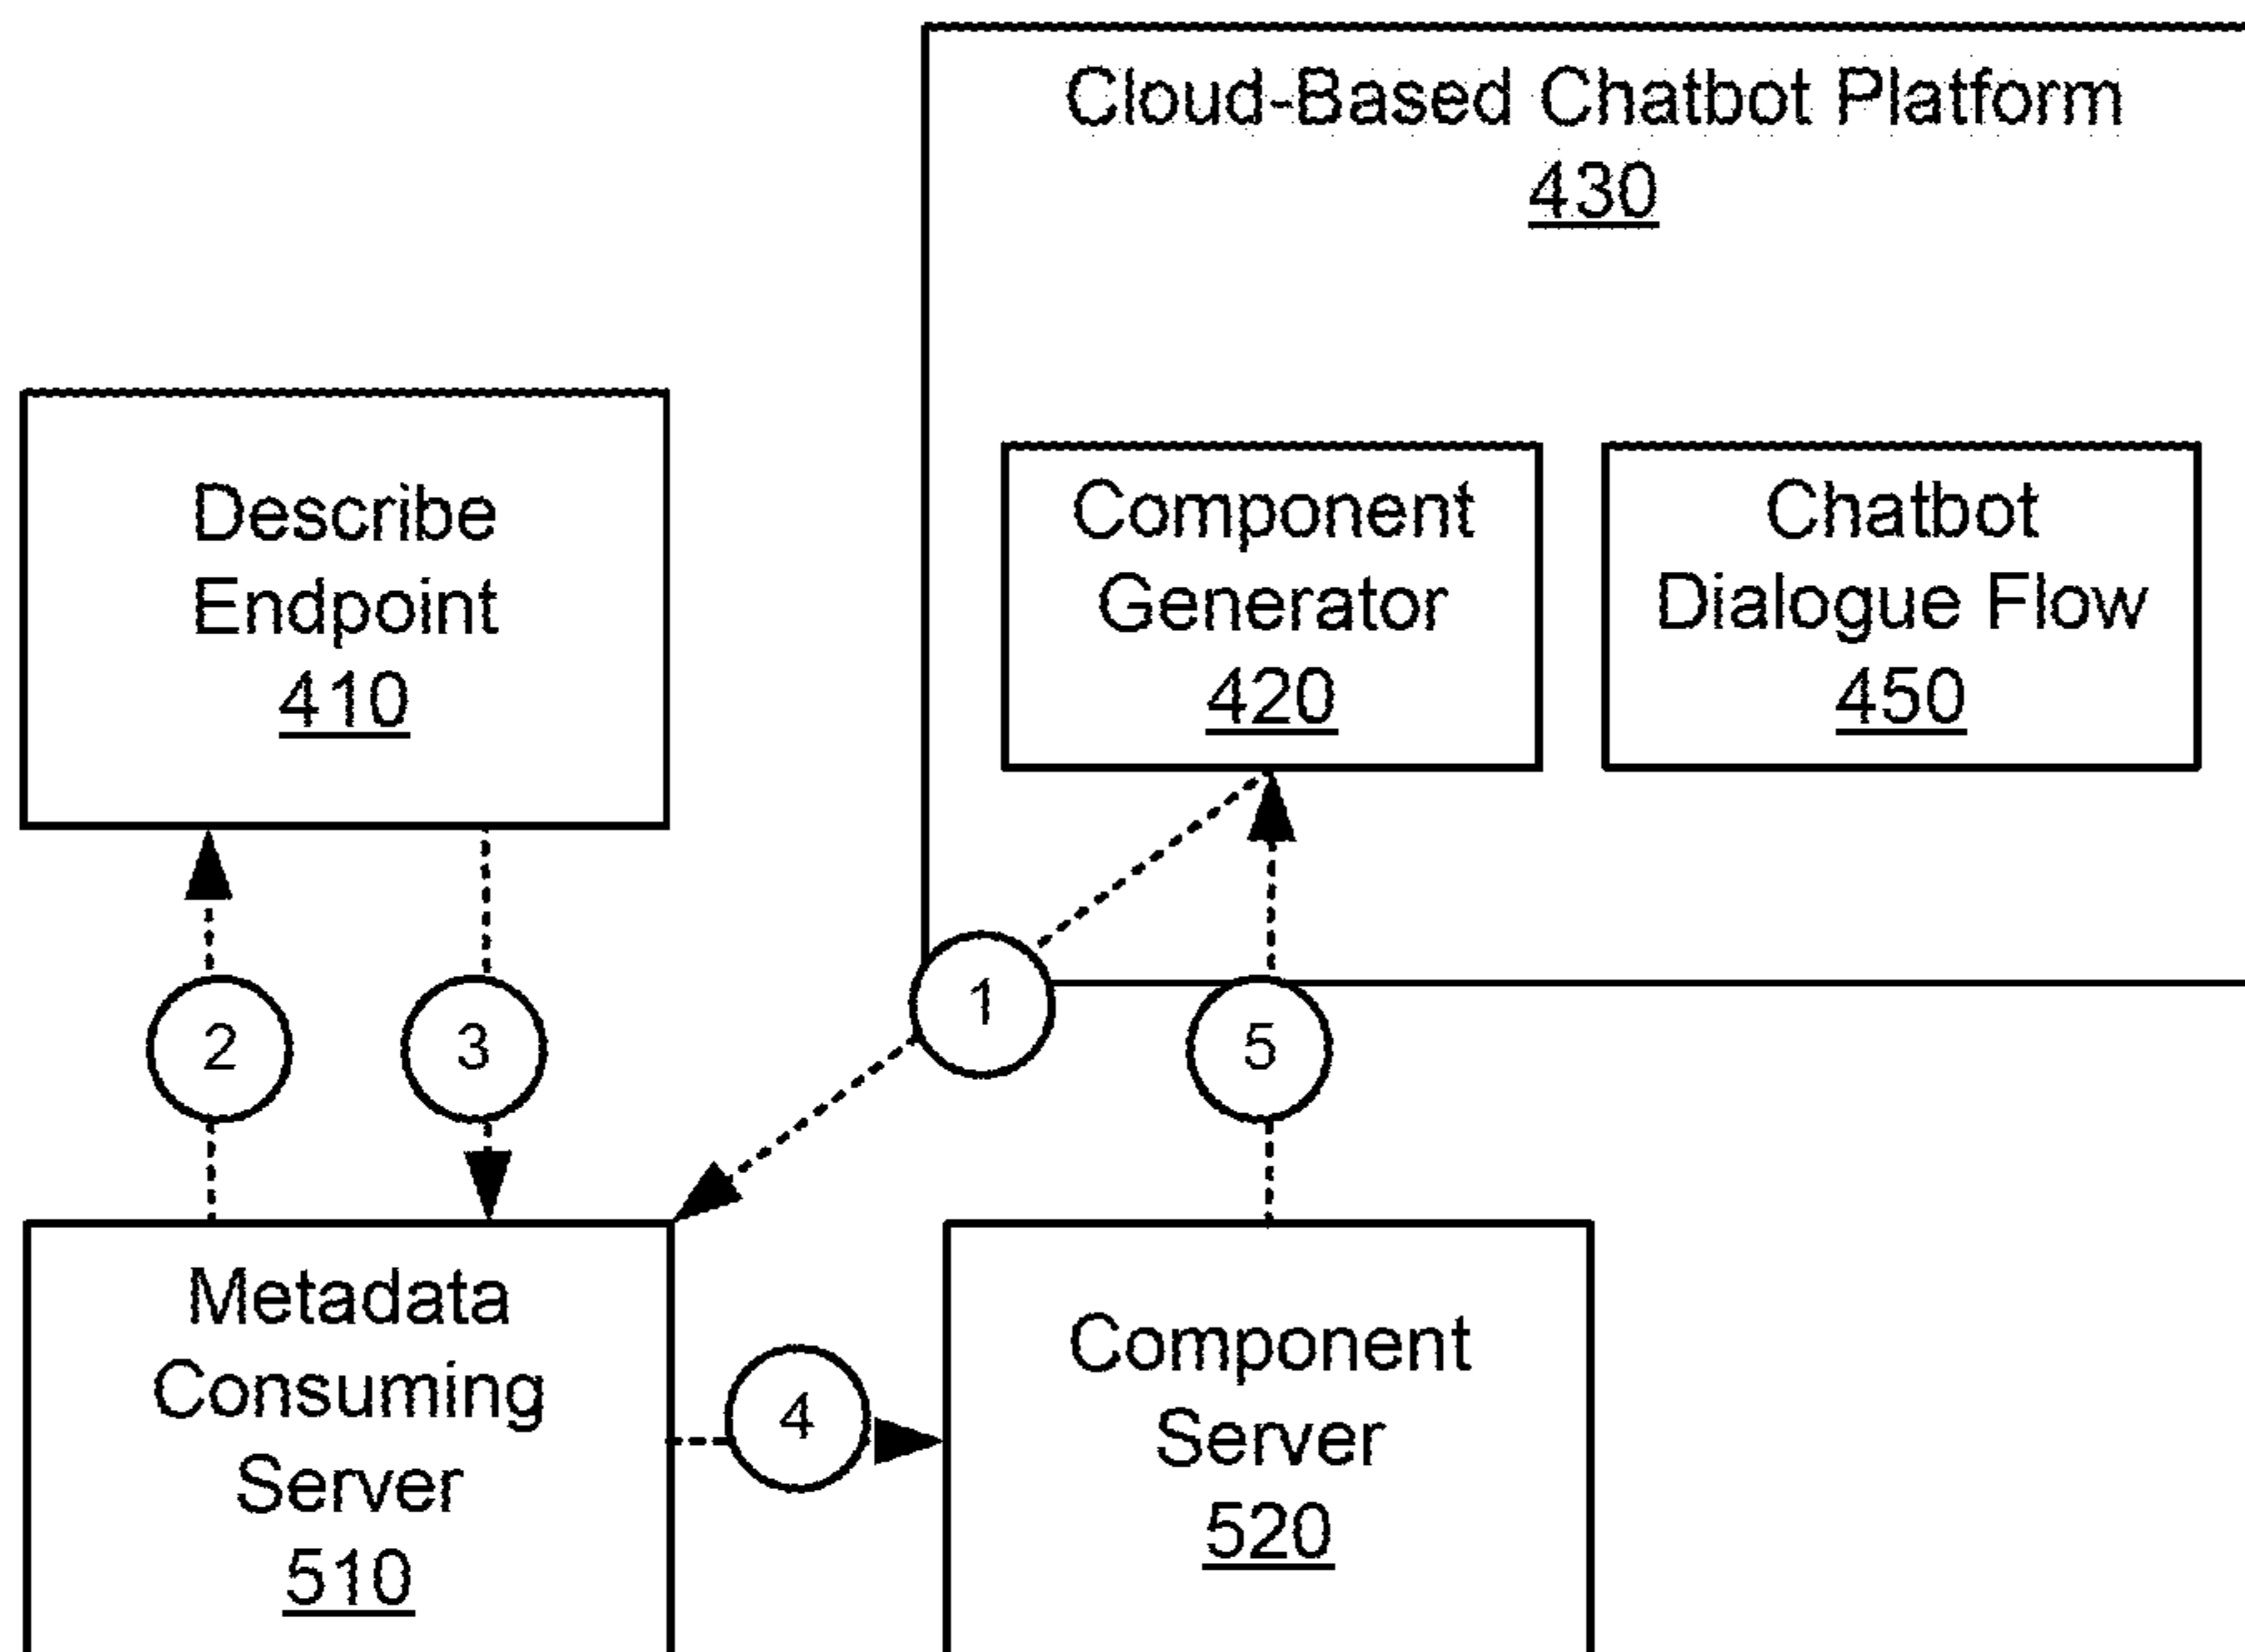 Cloud-Based Chatbot Platform
430
Describe
Endpoint
410
Component
Generator
420
Chatbot
Dialogue Flow
450
1
2
3
5
Metadata
Consuming
Server
510
4
Component
Server
520